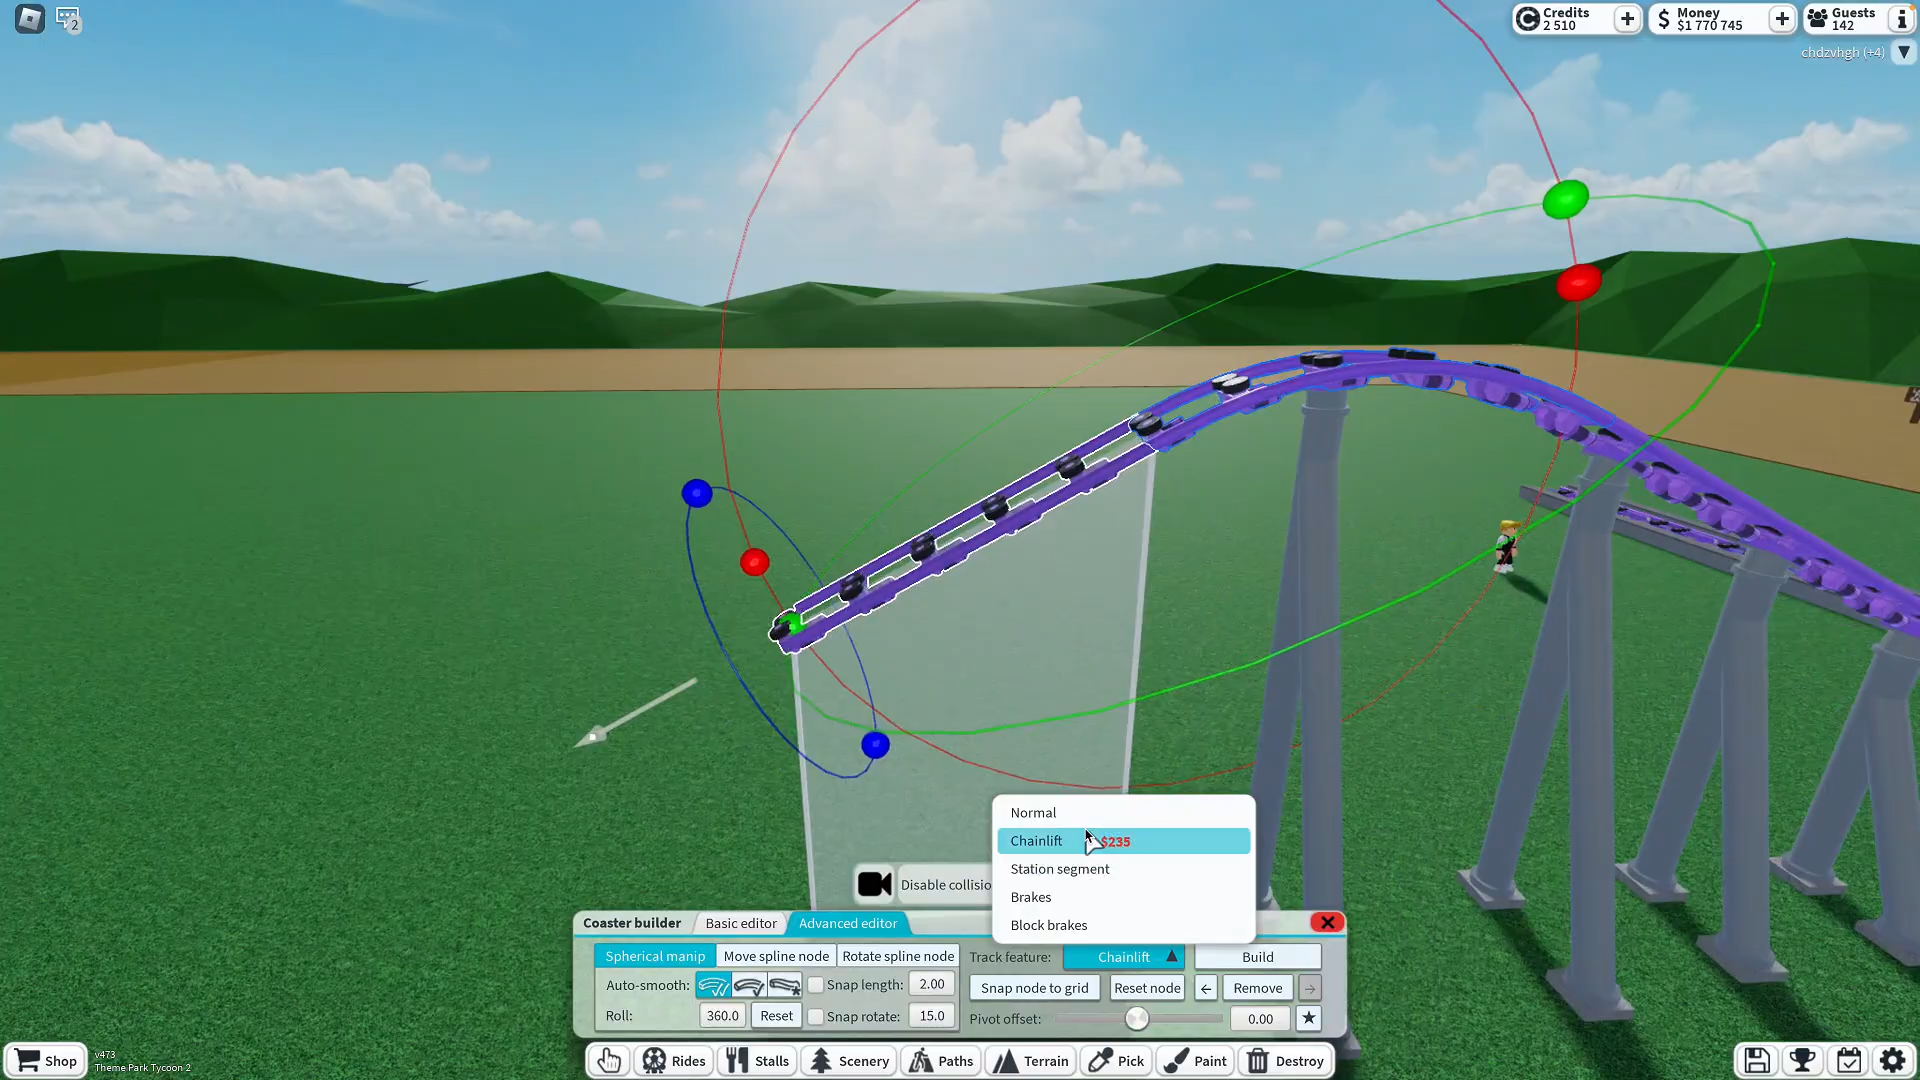 2
Credits
2 510
Money
$1 770 745
Guests
142
chdzvhgh (+4)
Normal
Chainlift
$235
Station segment
Brakes
Block brakes
Disable collisio
Coaster builder
Basic editor
Advanced editor
Spherical manip
Move spline node
Rotate spline node
Track feature:
Chainlift
Build
Auto-smooth:
Snap length:
2.00
Snap node to grid
Reset node
Remove
Roll:
360.0
Reset
Snap rotate:
15.0
Pivot offset:
0.00
Shop
v473
Theme Park Tycoon 2
Rides
Stalls
Scenery
Paths
Terrain
Pick
Paint
Destroy